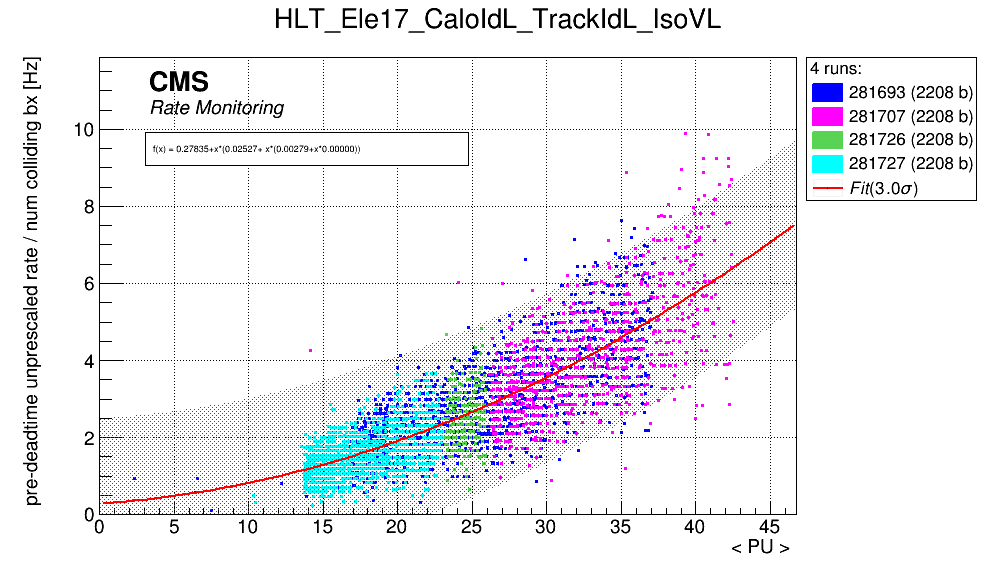 HLT_Ele17_CaloIdL_TrackIdL_IsoVL
pre-deadtime unprescaled rate / num colliding bx [Hz]
CMS
Rate Monitoring
f(x) = 0.27835+x*(0.02527+ x*(0.00279+x*0.00000))
4 runs:
281693 (2208 b)
281707 (2208 b)
281726 (2208 b)
281727 (2208 b)
Fit(3.0σ)
10
8
6
4
2
0
0 5 10 15 20 25 30 35 40 45
< PU >